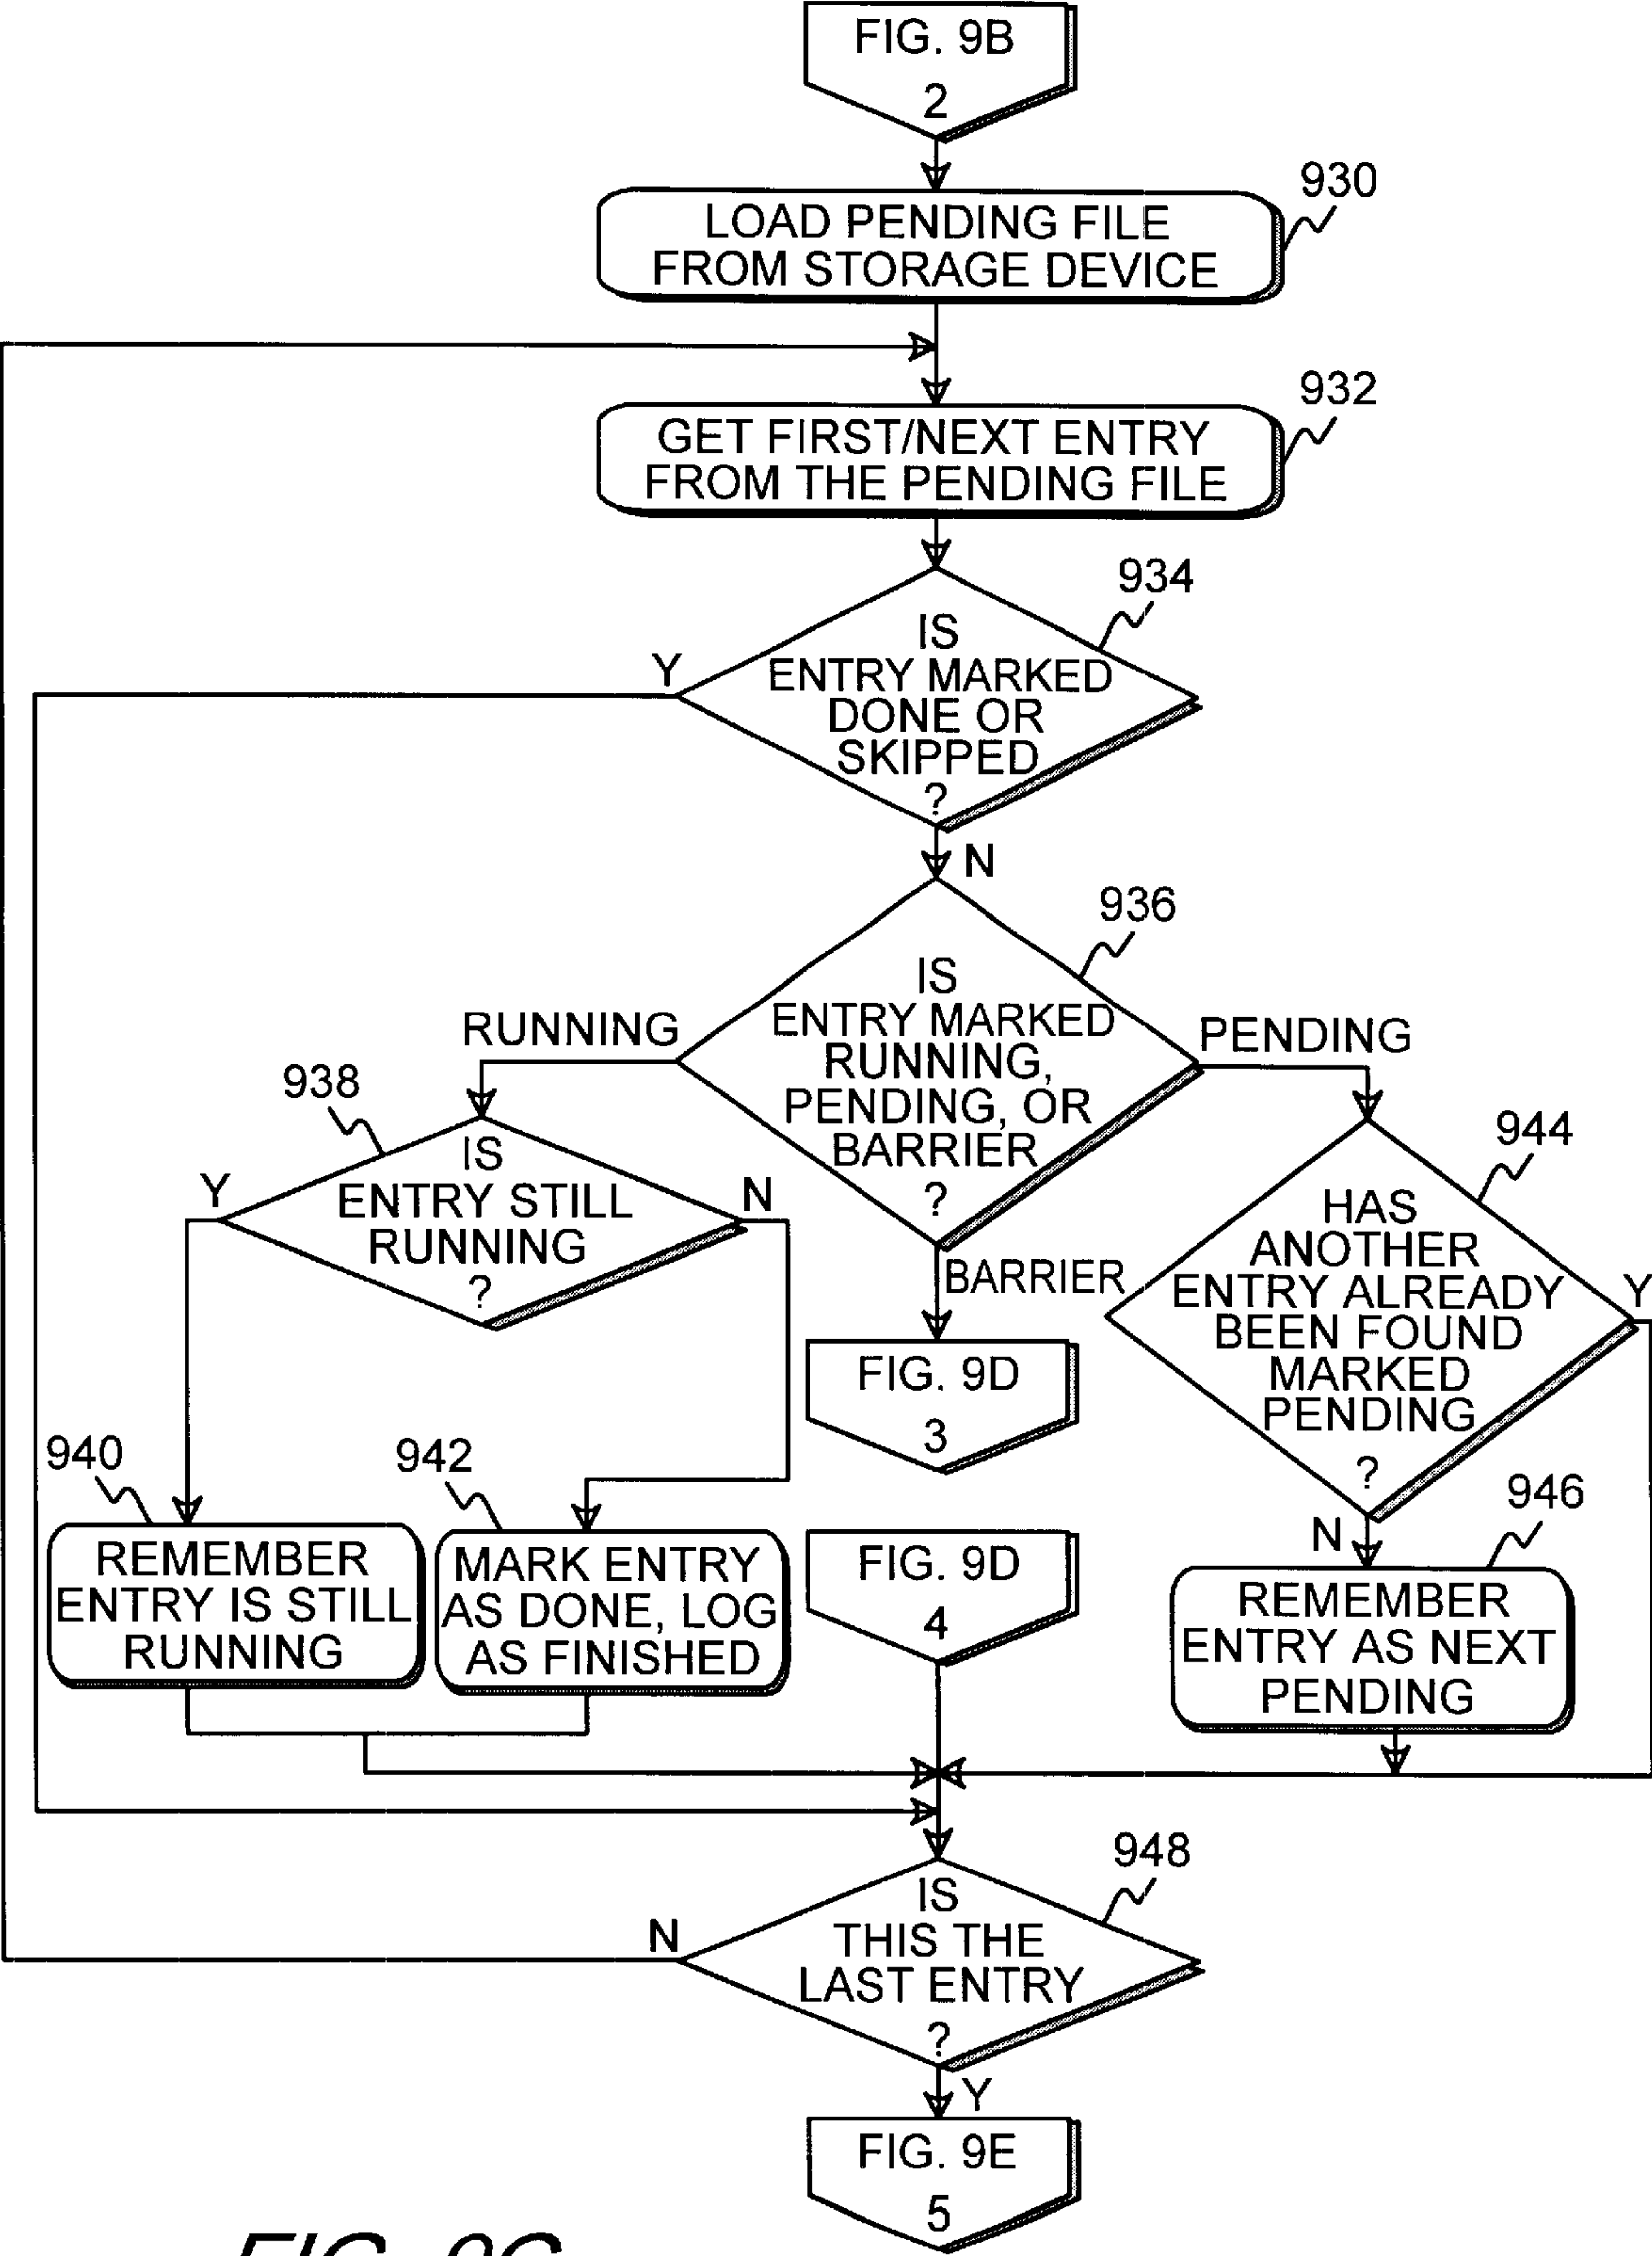 FIG. 9B
2
930
LOAD PENDING FILE
FROM STORAGE DEVICE
932
GET FIRST/NEXT ENTRY
FROM THE PENDING FILE
934
IS
ENTRY MARKED
DONE OR
SKIPPED
?
Y
N
936
IS
ENTRY MARKED
RUNNING,
PENDING, OR
BARRIER
?
RUNNING
PENDING
BARRIER
938
IS
ENTRY STILL
RUNNING
?
Y
N
944
HAS
ANOTHER
ENTRY ALREADY
BEEN FOUND
MARKED
PENDING
?
Y
N
FIG. 9D
3
940
REMEMBER
ENTRY IS STILL
RUNNING
942
MARK ENTRY
AS DONE, LOG
AS FINISHED
FIG. 9D
4
946
REMEMBER
ENTRY AS NEXT
PENDING
948
IS
THIS THE
LAST ENTRY
?
N
Y
FIG. 9E
5